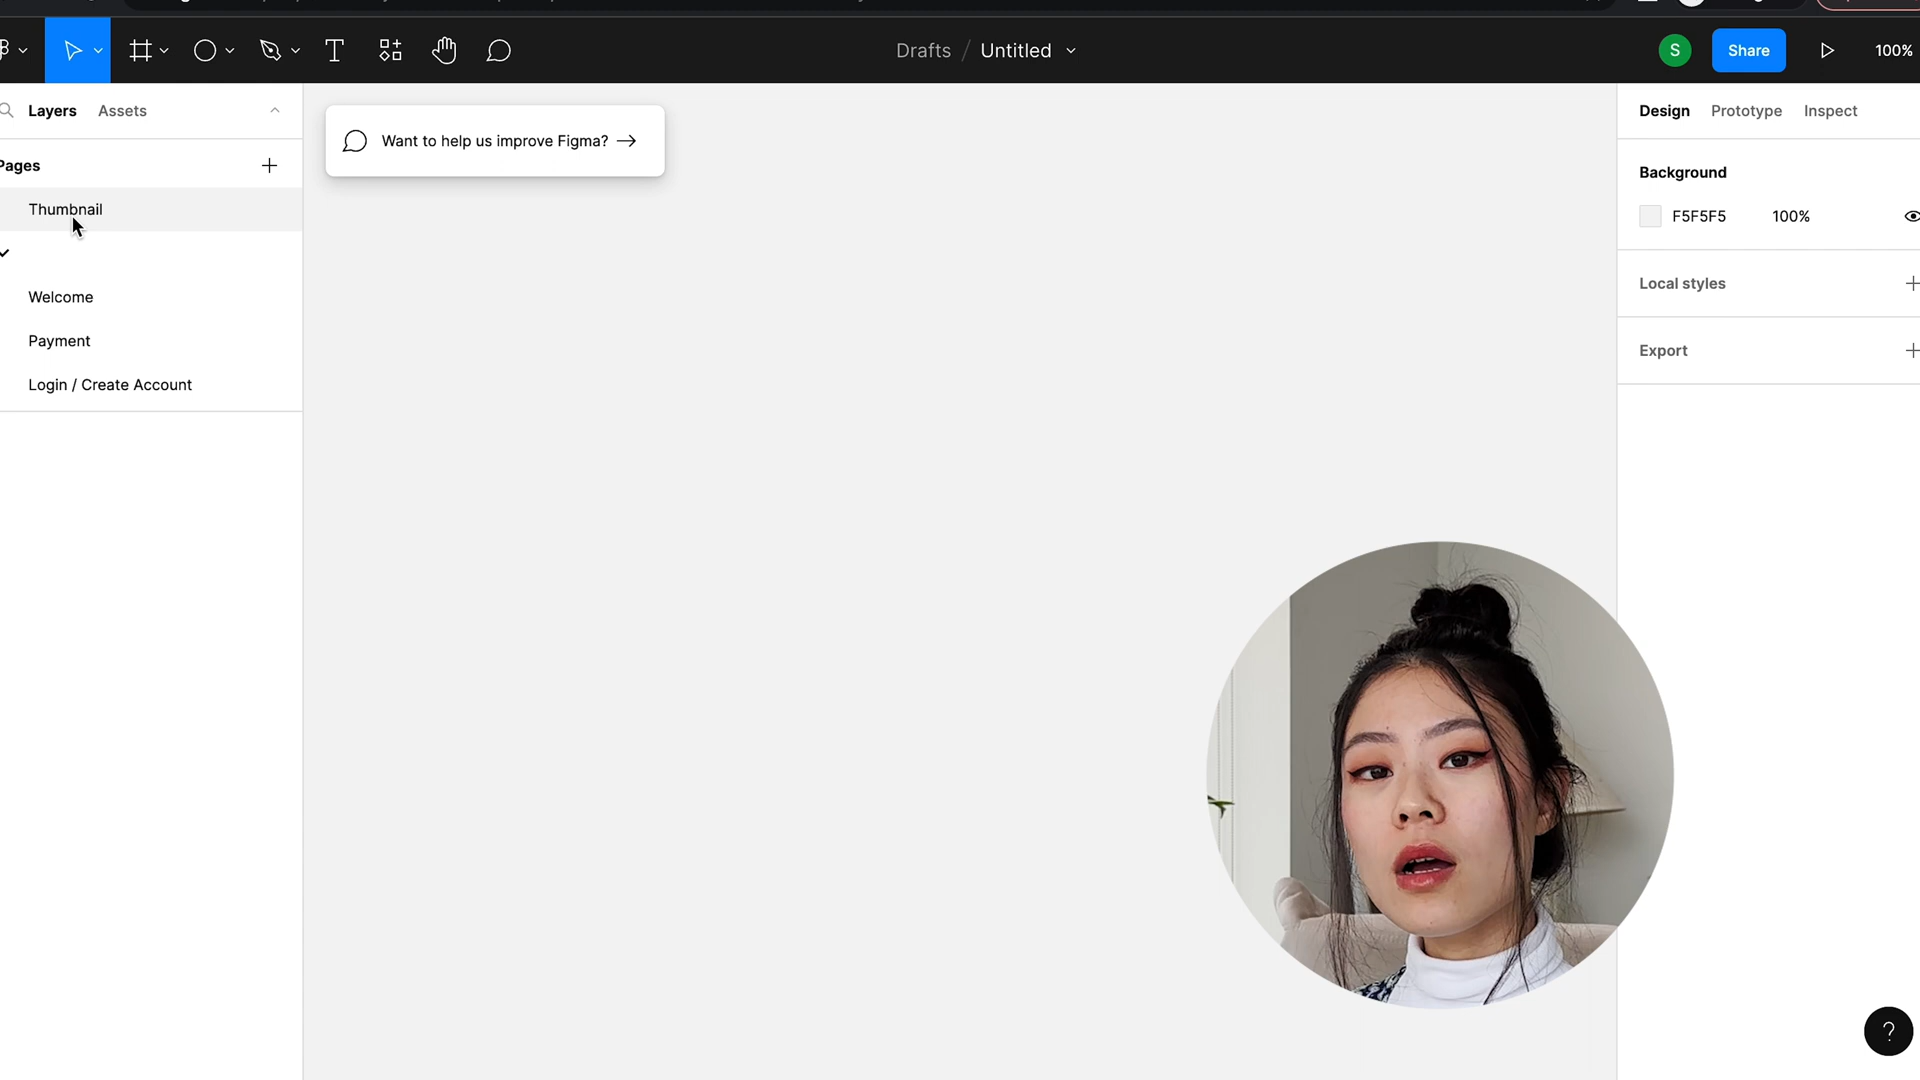 Drafts / Untitled
S
Share
100%
Layers
Assets
Design
Prototype
Inspect
Want to help us improve Figma? →
Pages
Thumbnail
Welcome
Payment
Login / Create Account
Background
F5F5F5
100%
Local styles
Export
?